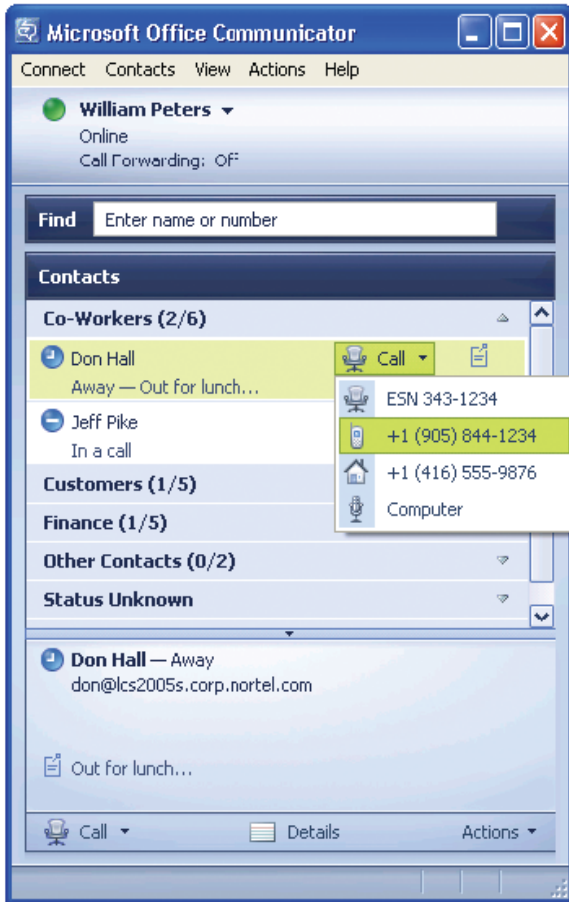 Microsoft Office Communicator
Connect Contacts View Actions Help
William Peters
Online
Call Forwarding: Off
Find Enter name or number
Contacts
Co-Workers (2/6)
Don Hall Call
Away — Out for lunch...
ESN 343-1234
Jeff Pike
+1 (905) 844-1234
In a call
+1 (416) 555-9876
Customers (1/5)
Computer
Finance (1/5)
Other Contacts (0/2)
Status Unknown
Don Hall — Away
don@lcs2005s.corp.nortel.com
Out for lunch...
Call Details Actions